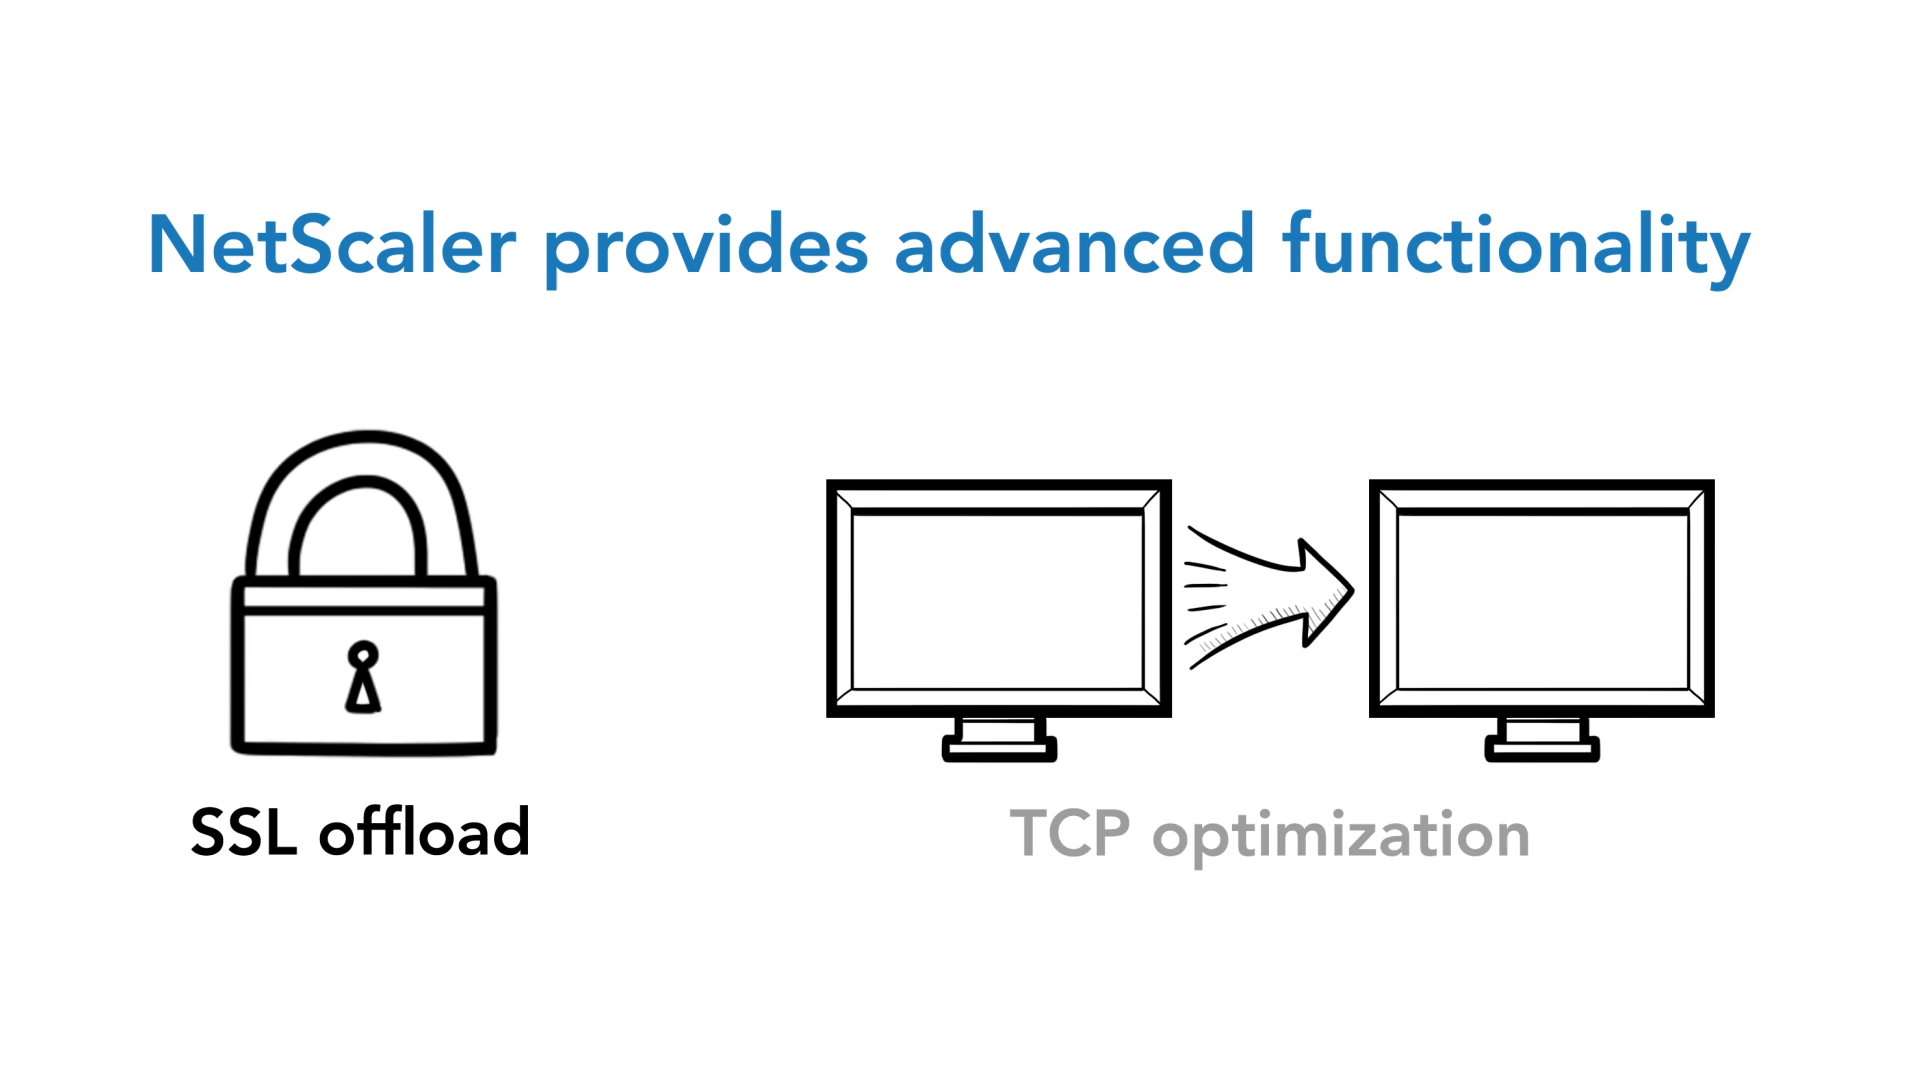 NetScaler provides advanced functionality
SSL offload
TCP optimization